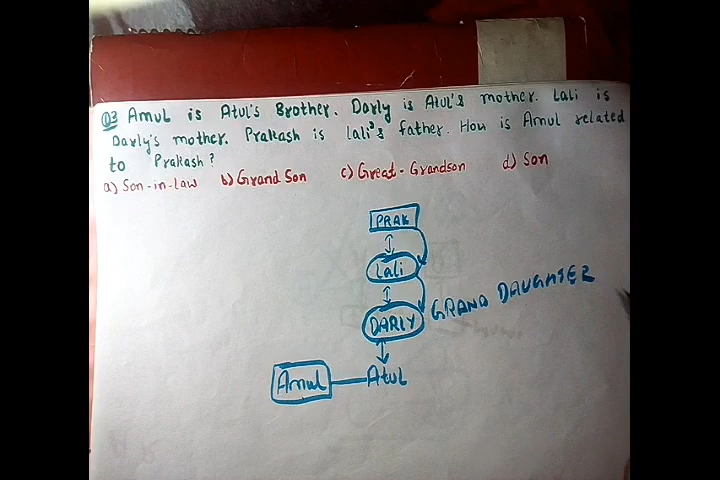 Q3 Amul is Atul's Brother. Darly is Atul's mother. Lali is
Darly's mother. Prakash is lali's father. How is Amul related
to Prakash?
a) Son-in-law b) Grand Son c) Great-Grandson d) Son
PRAK
Lali
DARLY GRAND DAUGHTER
Amul Atul